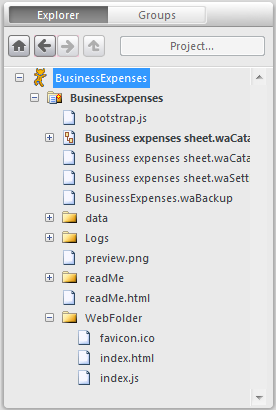 Explorer
Groups
Project...
BusinessExpenses
BusinessExpenses
bootstrap.js
Business expenses sheet.waCata
Business expenses sheet.waCata
Business expenses sheet.waSett
BusinessExpenses.waBackup
data
Logs
preview.png
readMe
readMe.html
WebFolder
favicon.ico
index.html
index.js